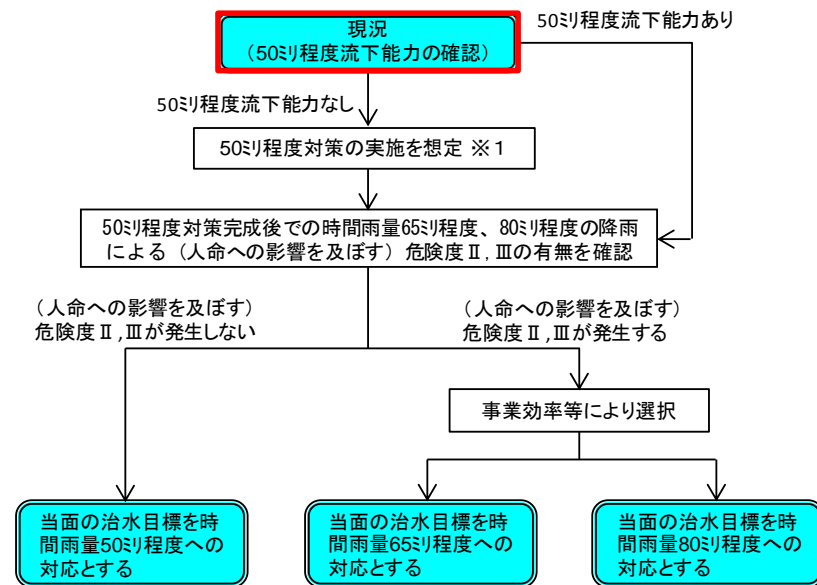 現況
(50ミリ程度流下能力の確認)
50ミリ程度流下能力あり
50ミリ程度流下能力なし
50ミリ程度対策の実施を想定 ※1
50ミリ程度対策完成後での時間雨量65ミリ程度、80ミリ程度の降雨
による (人命への影響を及ぼす) 危険度Ⅱ,Ⅲの有無を確認
(人命への影響を及ぼす)
危険度Ⅱ,Ⅲが発生しない
(人命への影響を及ぼす)
危険度Ⅱ,Ⅲが発生する
事業効率等により選択
当面の治水目標を時
間雨量50ミリ程度への
対応とする
当面の治水目標を時
間雨量65ミリ程度への
対応とする
当面の治水目標を時
間雨量80ミリ程度への
対応とする